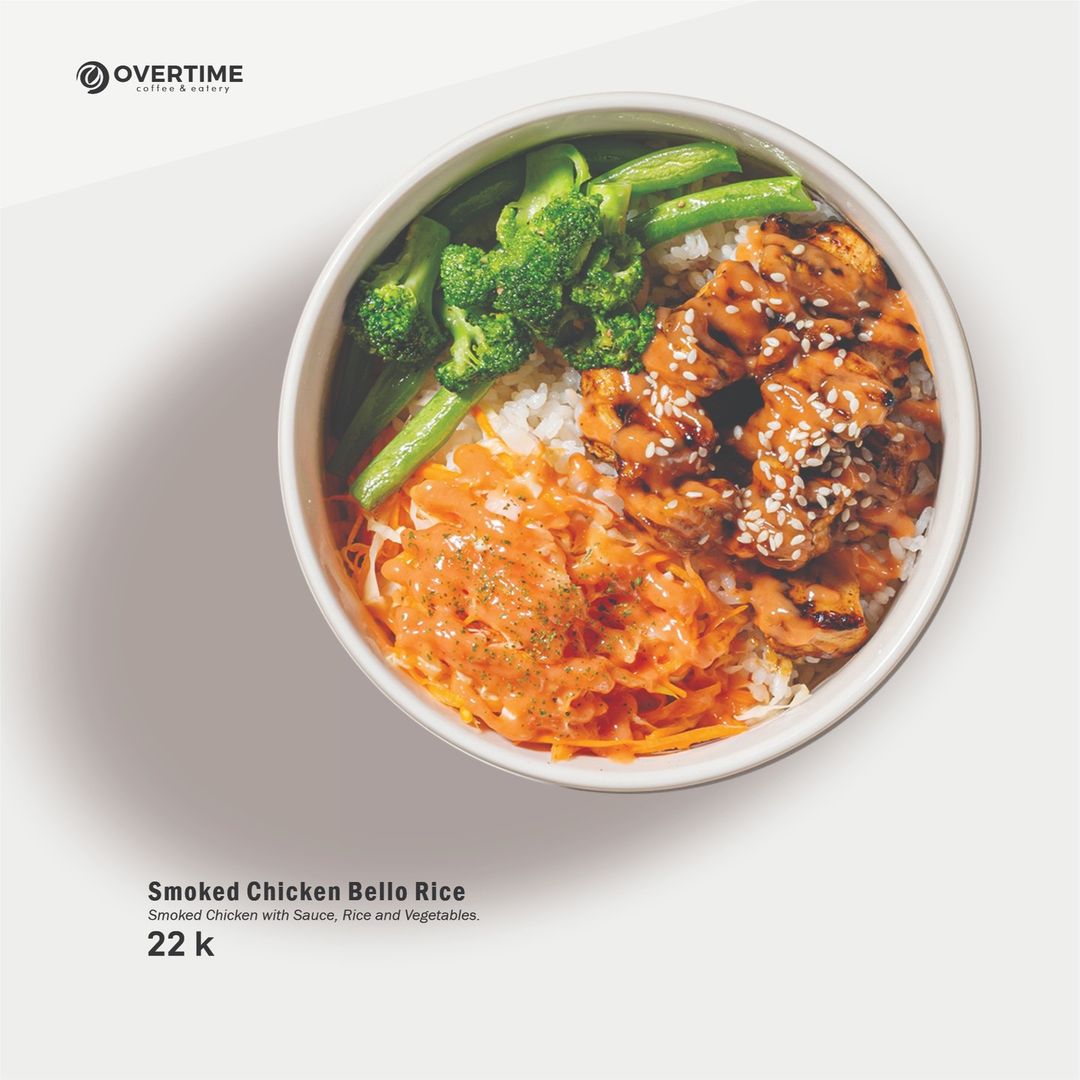 OVERTIME
coffee & eatery
Smoked Chicken Bello Rice
Smoked Chicken with Sauce, Rice and Vegetables.
22 k